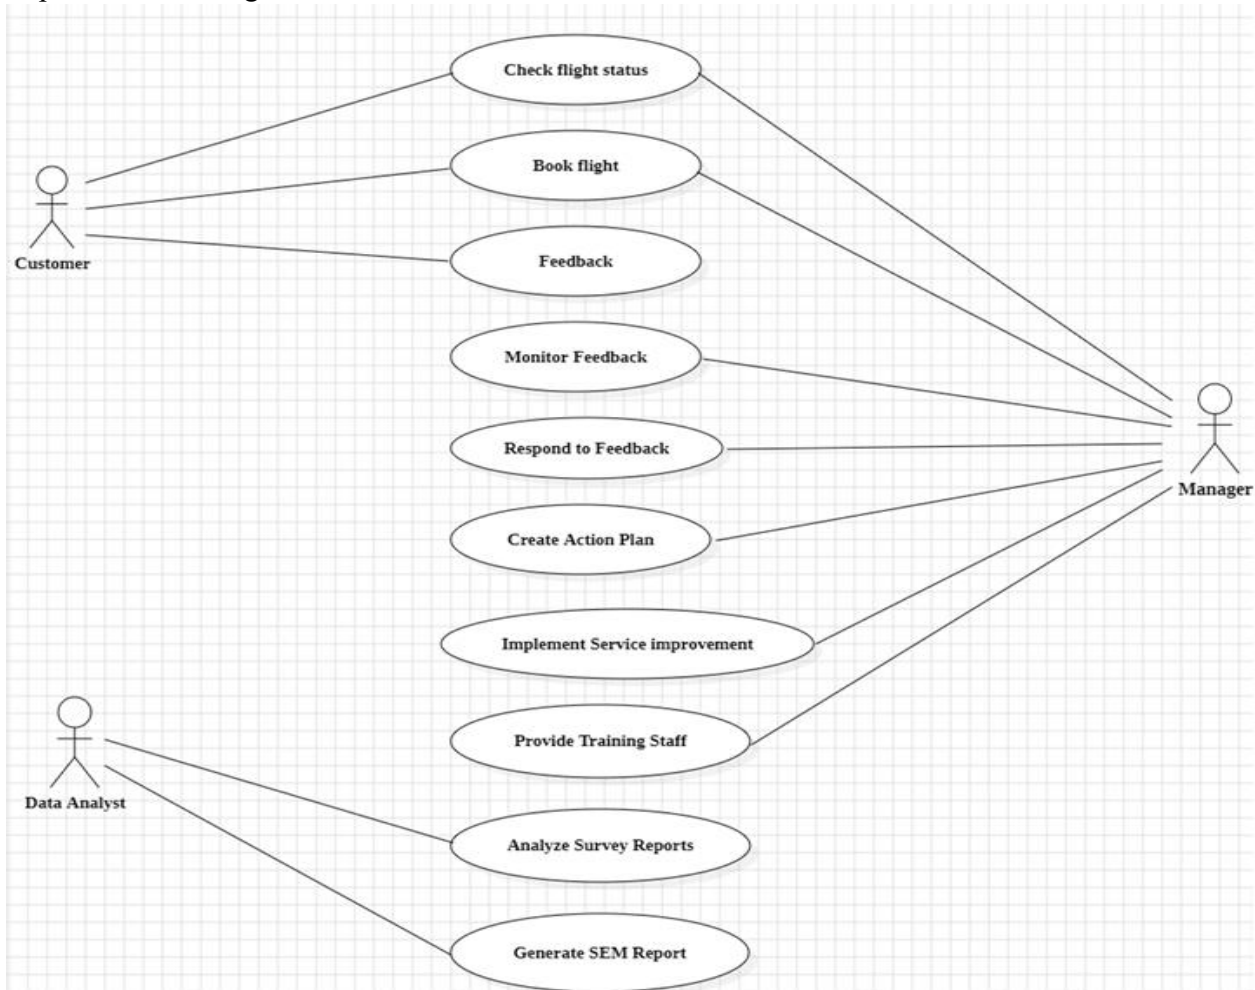 Check flight status
Book flight
Customer
Feedback
Monitor Feedback
Respond to Feedback
Manager
Create Action Plan
Implement Service improvement
Provide Training Staff
Data Analyst
Analyze Survey Reports
Generate SEM Report